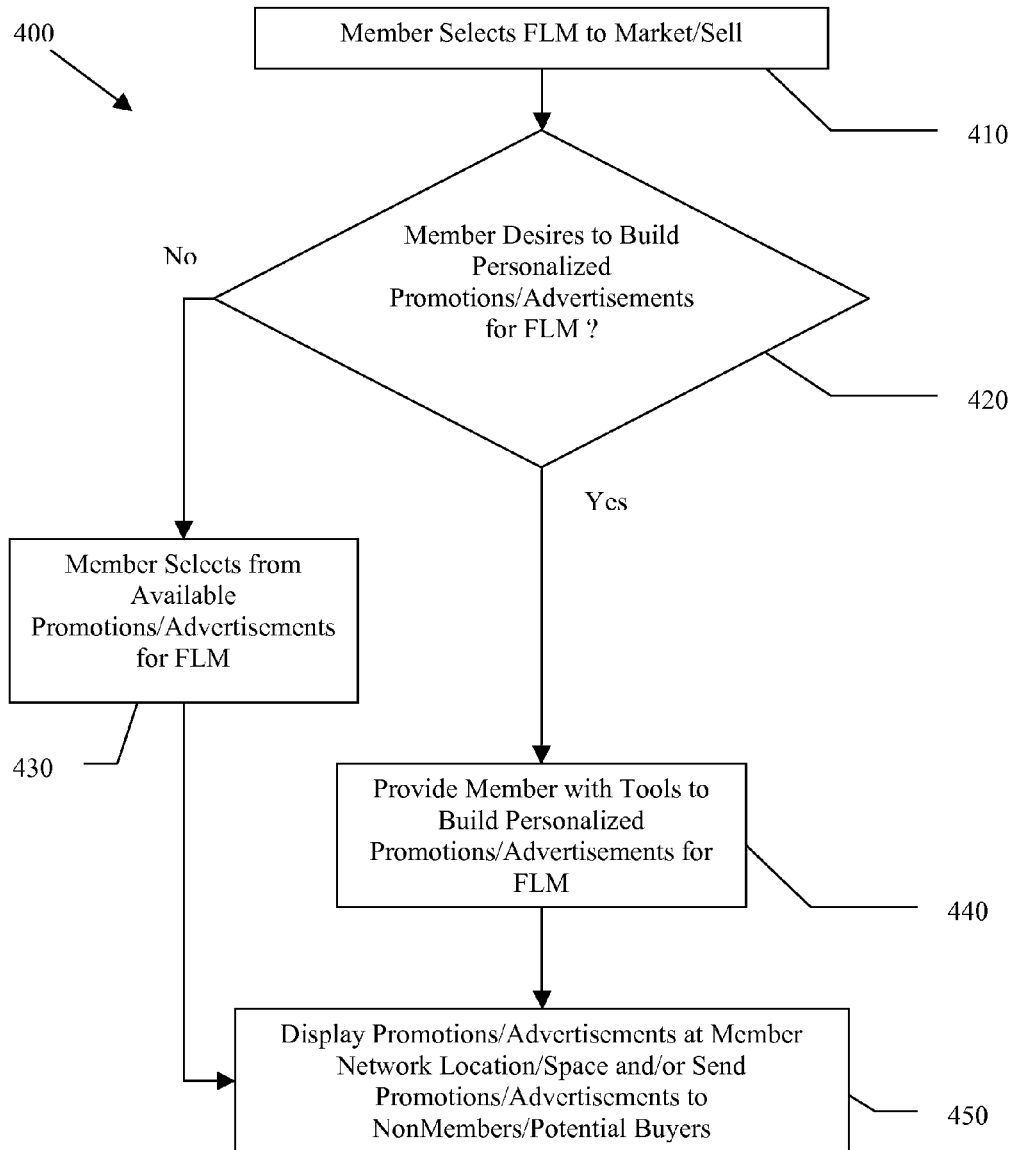 400
Member Selects FLM to Market/Sell
410
Member Desires to Build
Personalized
Promotions/Advertisements
for FLM ?
No
420
Yes
Member Selects from
Available
Promotions/Advertisements
for FLM
430
Provide Member with Tools to
Build Personalized
Promotions/Advertisements for
FLM
440
Display Promotions/Advertisements at Member
Network Location/Space and/or Send
Promotions/Advertisements to
NonMembers/Potential Buyers
450